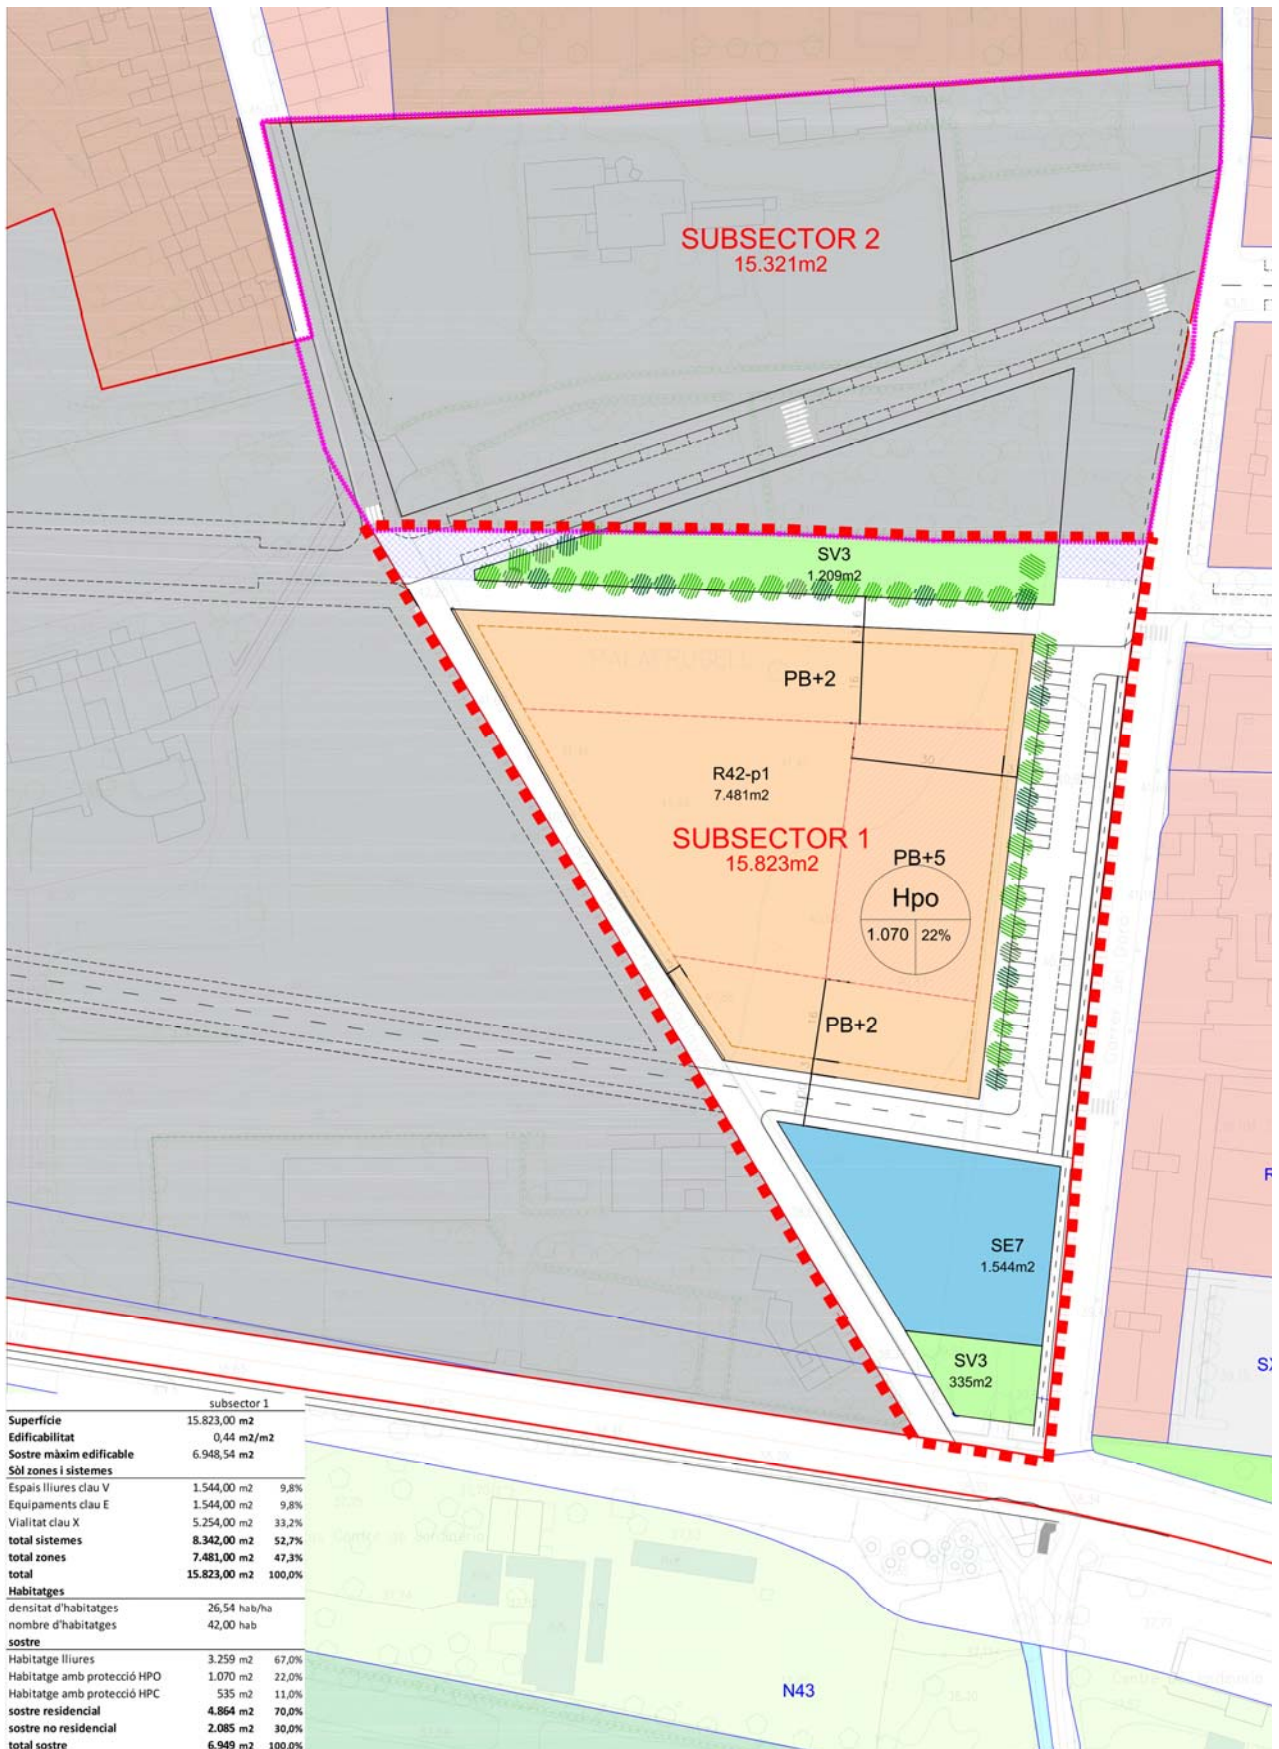 SUBSECTOR 2
15.321m2
SV3
1.209m2
PB+2
R42-p1
7.481m2
SUBSECTOR 1
15.823m2
PB+5
Hpo
1.070 22%
PB+2
SE7
1.544m2
SV3
335m2
N43
subsector 1
Superfície 15.823,00 m2
Edificabilitat 0,44 m2/m2
Sostre màxim edificable 6.948,54 m2
Sòl zones i sistemes
Espais lliures clau V 1.544,00 m2 9,8%
Equipaments clau E 1.544,00 m2 9,8%
Vialitat clau X 5.254,00 m2 33,2%
total sistemes 8.342,00 m2 52,7%
total zones 7.481,00 m2 47,3%
total 15.823,00 m2 100,0%
Habitatges
densitat d'habitatges 26,54 hab/ha
nombre d'habitatges 42,00 hab
sostre
Habitatge lliures 3.259 m2 67,0%
Habitatge amb protecció HPO 1.070 m2 22,0%
Habitatge amb protecció HPC 535 m2 11,0%
sostre residencial 4.864 m2 70,0%
sostre no residencial 2.085 m2 30,0%
total sostre 6.949 m2 100,0%